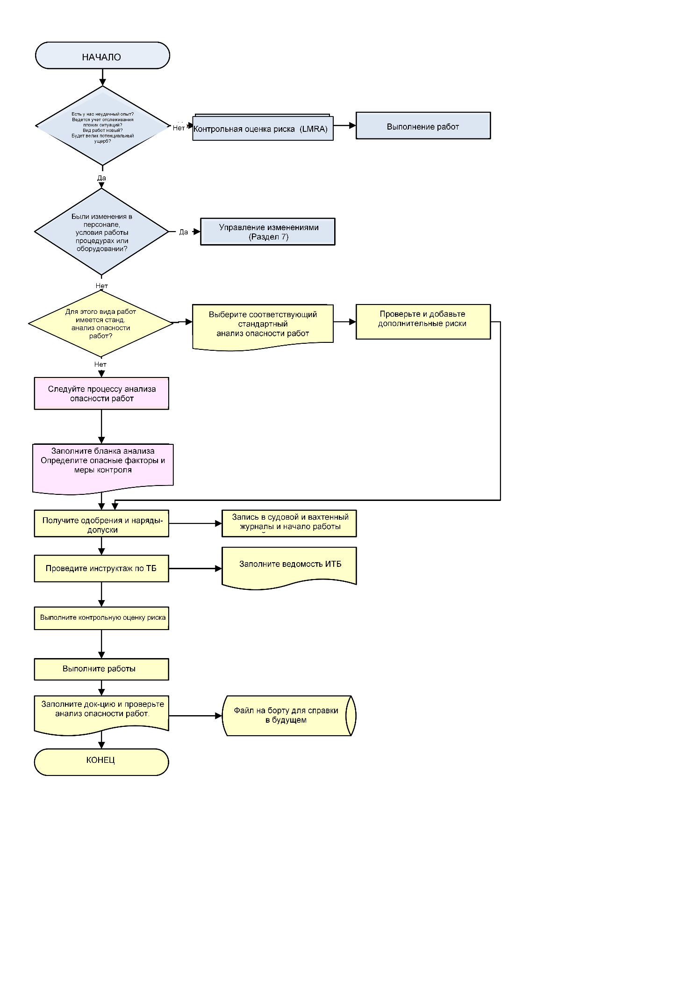 НАЧАЛО
Есть у нас неудачный опыт?
Ведется учет отслеживания
плохих ситуаций?
Вид работ новый?
Будет велик потенциальный
ущерб?
Нет
Контрольная оценка риска (LMRA)
Выполнение работ
Да
Были изменения в
персонале,
условия работы
процедурах или
оборудовании?
Да
Управление изменениями
(Раздел 7)
Нет
Для этого вида работ
имеется станд.
анализ опасности
работ?
Выберите соответствующий
стандартный
анализ опасности работ
Проверьте и добавьте
дополнительные риски
Нет
Следуйте процессу анализа
опасности работ
Заполните бланка анализа
Определите опасные факторы и
меры контроля
Получите одобрения и наряды-
допуски
Запись в судовой и вахтенный
журналы и начало работы
Проведите инструктаж по ТБ
Заполните ведомость ИТБ
Выполните контрольную оценку риска
Выполните работы
Заполните док-цию и проверьте
анализ опасности работ.
Файл на борту для справки
в будущем
КОНЕЦ